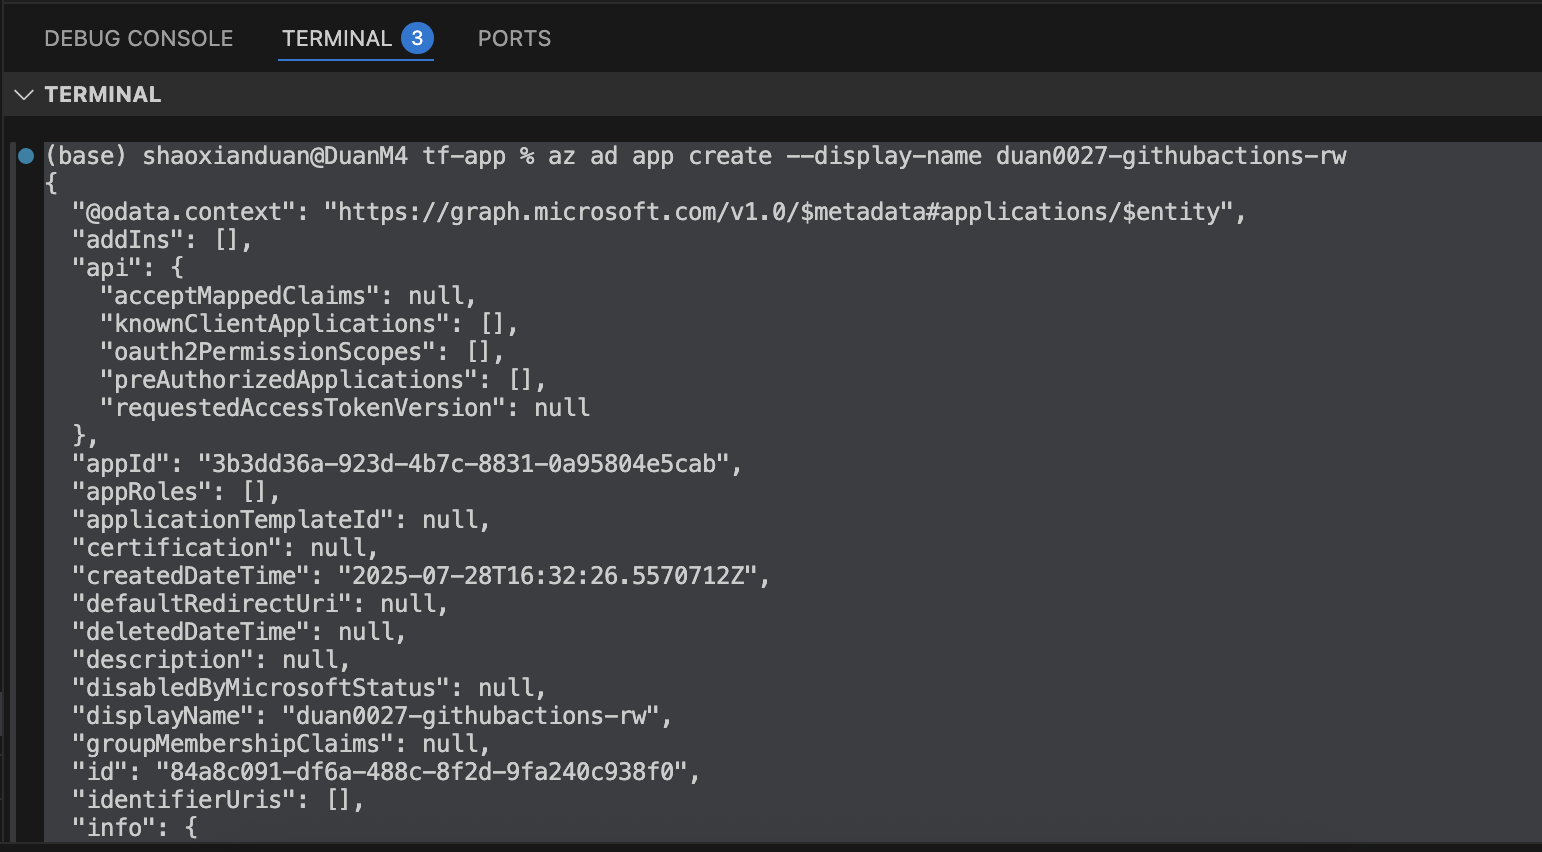 DEBUG CONSOLE TERMINAL 3 PORTS
TERMINAL
(base) shaoxianduan@DuanM4 tf-app % az ad app create --display-name duan0027-githubactions-rw
{
  "@odata.context": "https://graph.microsoft.com/v1.0/$metadata#applications/$entity",
  "addIns": [],
  "api": {
    "acceptMappedClaims": null,
    "knownClientApplications": [],
    "oauth2PermissionScopes": [],
    "preAuthorizedApplications": [],
    "requestedAccessTokenVersion": null
  },
  "appId": "3b3dd36a-923d-4b7c-8831-0a95804e5cab",
  "appRoles": [],
  "applicationTemplateId": null,
  "certification": null,
  "createdDateTime": "2025-07-28T16:32:26.5570712Z",
  "defaultRedirectUri": null,
  "deletedDateTime": null,
  "description": null,
  "disabledByMicrosoftStatus": null,
  "displayName": "duan0027-githubactions-rw",
  "groupMembershipClaims": null,
  "id": "84a8c091-df6a-488c-8f2d-9fa240c938f0",
  "identifierUris": [],
  "info": {